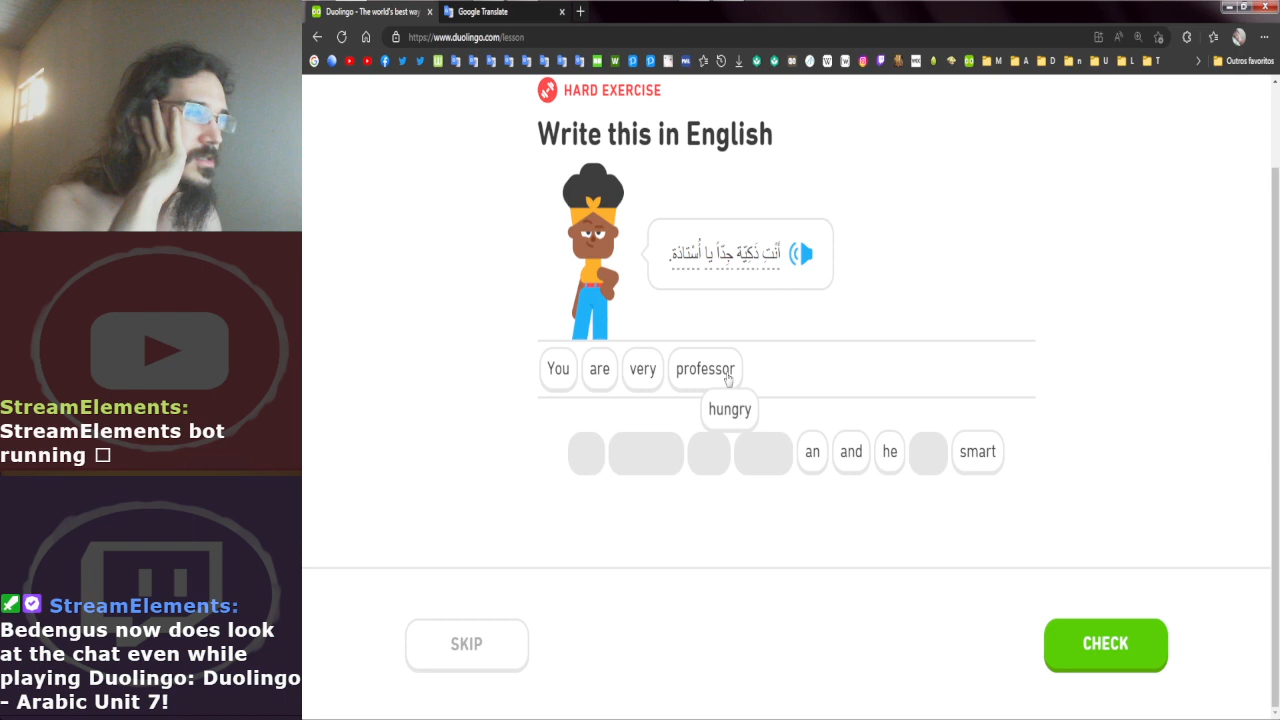 Duolingo - The world's best way
Google Translate
https://www.duolingo.com/lesson
M
A
D
n
U
L
T
Outros favoritos
HARD EXERCISE
Write this in English
أَنْتِ ذَكِيّة جِدّاً يا أُسْتاذة.
You are very professor
hungry
an and he smart
SKIP
CHECK
StreamElements:
StreamElements bot
running □
StreamElements:
Bedengus now does look
at the chat even while
playing Duolingo: Duolingo
- Arabic Unit 7!